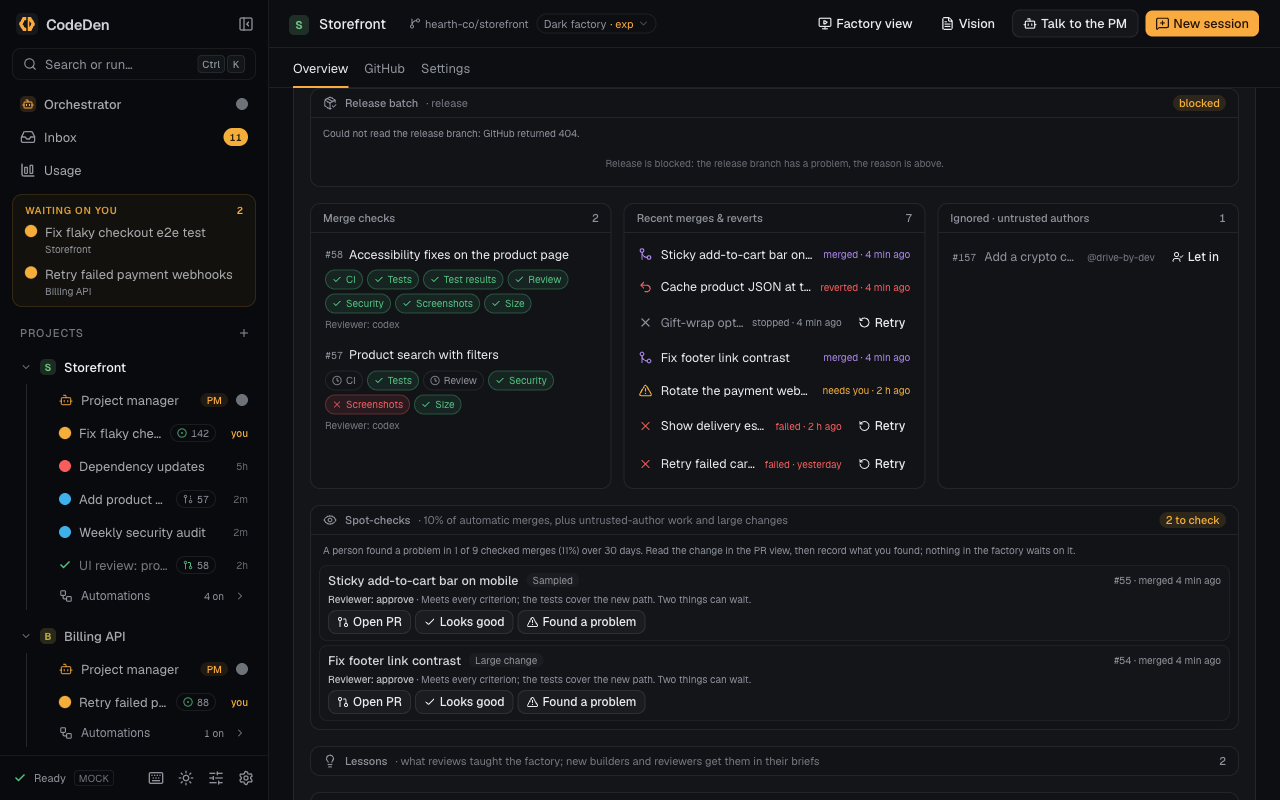 CodeDen
Search or run… Ctrl K
Orchestrator
Inbox 11
Usage
WAITING ON YOU 2
Fix flaky checkout e2e test
Storefront
Retry failed payment webhooks
Billing API
PROJECTS
S Storefront
Project manager PM
Fix flaky che… 142 you
Dependency updates 5h
Add product … 57 2m
Weekly security audit 2m
UI review: pro… 58 2h
Automations 4 on
B Billing API
Project manager PM
Retry failed p… 88 you
Automations 1 on
Ready MOCK
S Storefront hearth-co/storefront Dark factory · exp
Factory view Vision Talk to the PM New session
Overview GitHub Settings
Release batch · release blocked
Could not read the release branch: GitHub returned 404.
Release is blocked: the release branch has a problem, the reason is above.
Merge checks 2
#58 Accessibility fixes on the product page
CI Tests Test results Review
Security Screenshots Size
Reviewer: codex
#57 Product search with filters
CI Tests Review Security
Screenshots Size
Reviewer: codex
Recent merges & reverts 7
Sticky add-to-cart bar on… merged · 4 min ago
Cache product JSON at t… reverted · 4 min ago
Gift-wrap opt… stopped · 4 min ago Retry
Fix footer link contrast merged · 4 min ago
Rotate the payment web… needs you · 2 h ago
Show delivery es… failed · 2 h ago Retry
Retry failed car… failed · yesterday Retry
Ignored · untrusted authors 1
#157 Add a crypto c… @drive-by-dev Let in
Spot-checks · 10% of automatic merges, plus untrusted-author work and large changes 2 to check
A person found a problem in 1 of 9 checked merges (11%) over 30 days. Read the change in the PR view, then record what you found; nothing in the factory waits on it.
Sticky add-to-cart bar on mobile Sampled #55 · merged 4 min ago
Reviewer: approve · Meets every criterion; the tests cover the new path. Two things can wait.
Open PR Looks good Found a problem
Fix footer link contrast Large change #54 · merged 4 min ago
Reviewer: approve · Meets every criterion; the tests cover the new path. Two things can wait.
Open PR Looks good Found a problem
Lessons · what reviews taught the factory; new builders and reviewers get them in their briefs 2